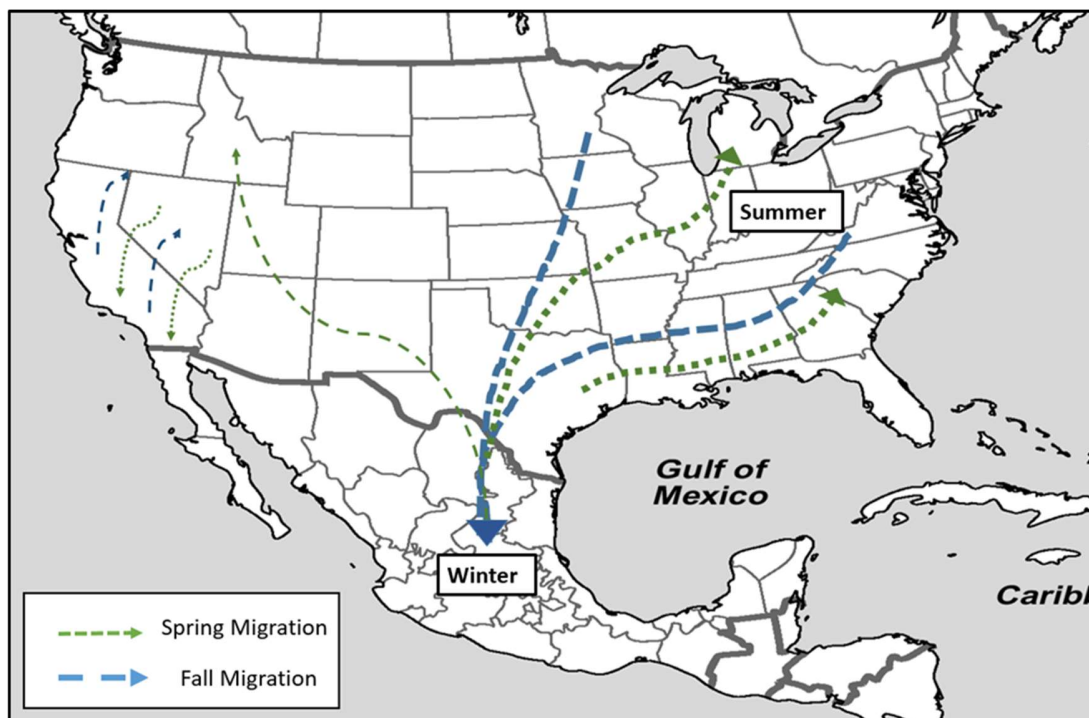 Summer
Gulf of
Mexico
Winter
Caribb
Spring Migration
Fall Migration